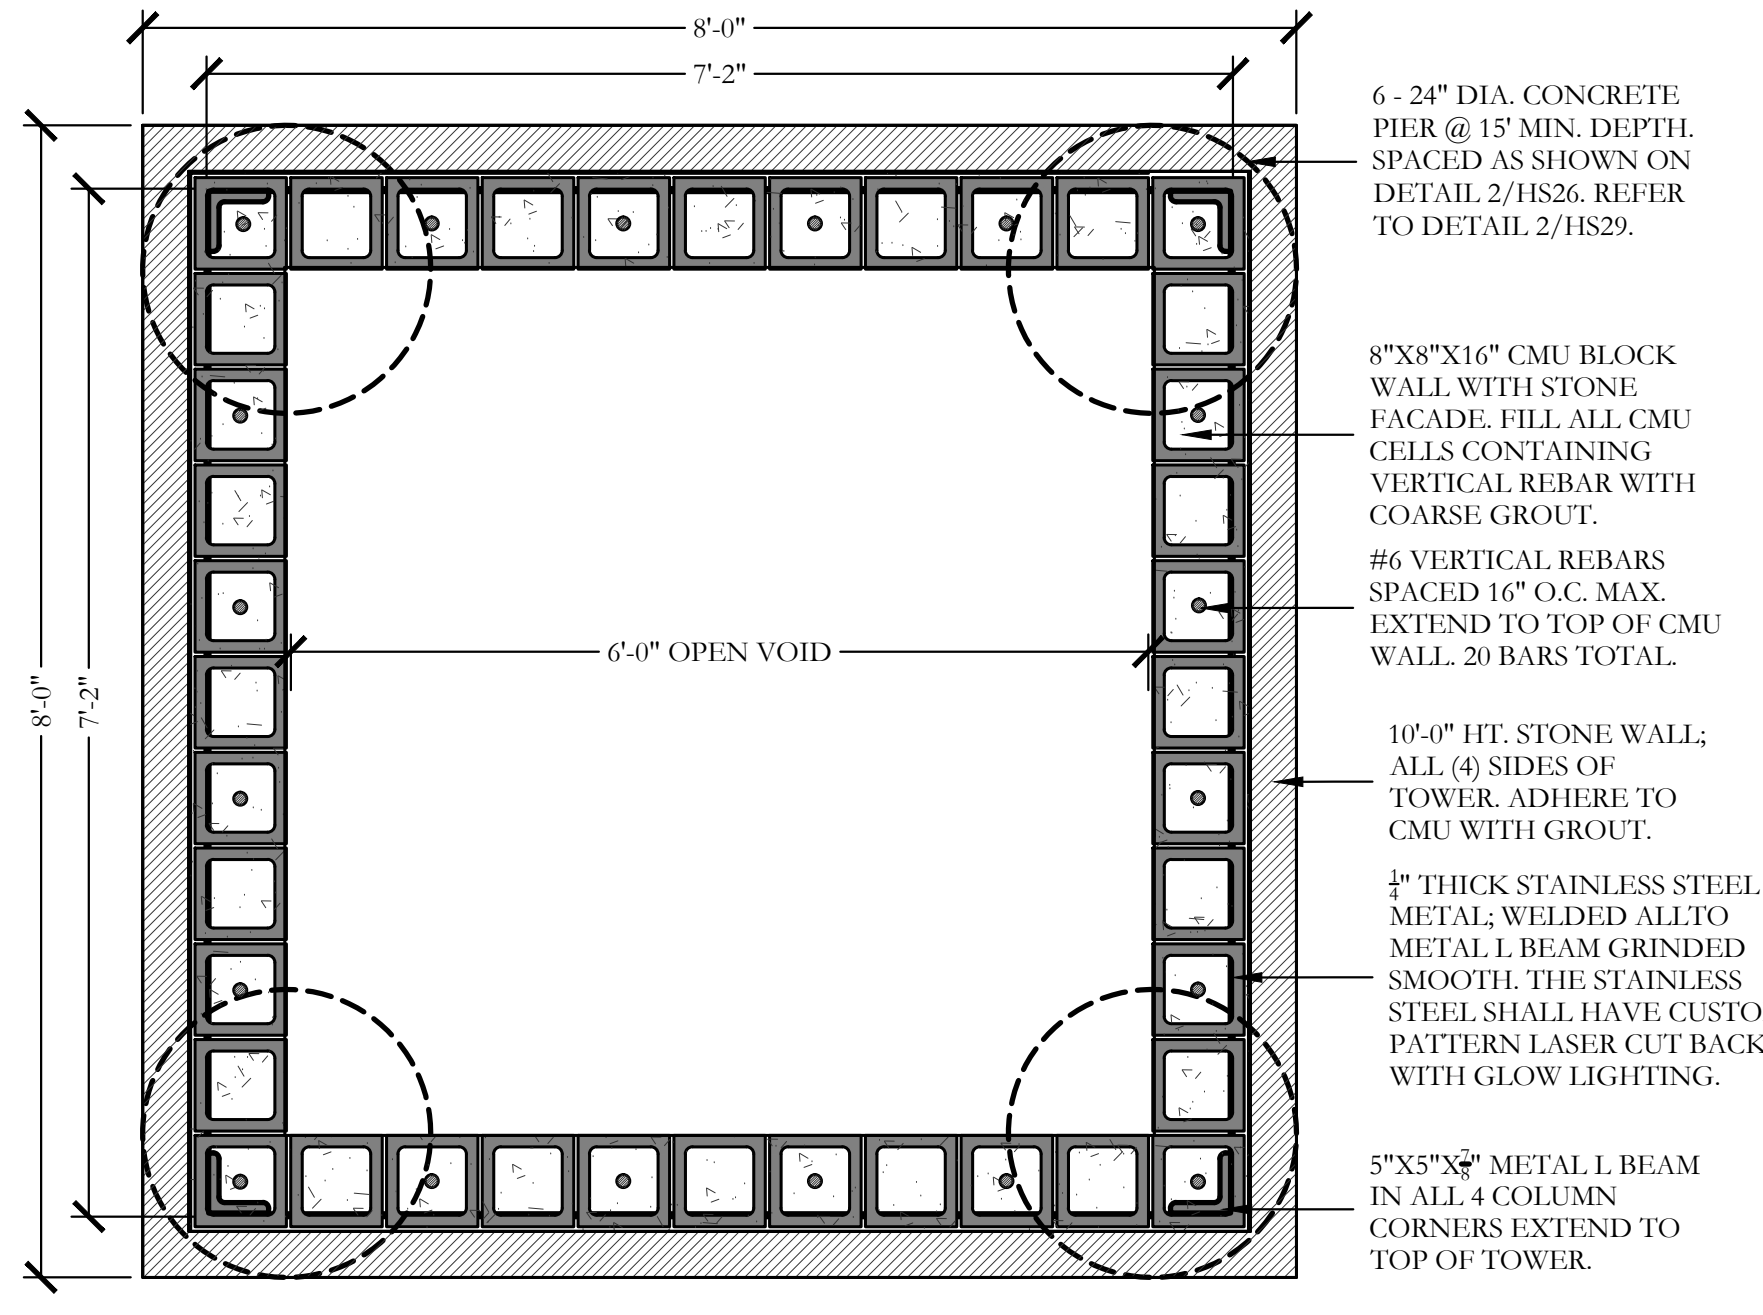 8'-0"
7'-2"
8'-0"
7'-2"
6'-0" OPEN VOID
6 - 24" DIA. CONCRETE
PIER @ 15' MIN. DEPTH.
SPACED AS SHOWN ON
DETAIL 2/HS26. REFER
TO DETAIL 2/HS29.
8"X8"X16" CMU BLOCK
WALL WITH STONE
FACADE. FILL ALL CMU
CELLS CONTAINING
VERTICAL REBAR WITH
COARSE GROUT.
#6 VERTICAL REBARS
SPACED 16" O.C. MAX.
EXTEND TO TOP OF CMU
WALL. 20 BARS TOTAL.
10'-0" HT. STONE WALL;
ALL (4) SIDES OF
TOWER. ADHERE TO
CMU WITH GROUT.
1/4" THICK STAINLESS STEEL
METAL; WELDED ALLTO
METAL L BEAM GRINDED
SMOOTH. THE STAINLESS
STEEL SHALL HAVE CUSTO
PATTERN LASER CUT BACK
WITH GLOW LIGHTING.
5"X5"X7/8" METAL L BEAM
IN ALL 4 COLUMN
CORNERS EXTEND TO
TOP OF TOWER.